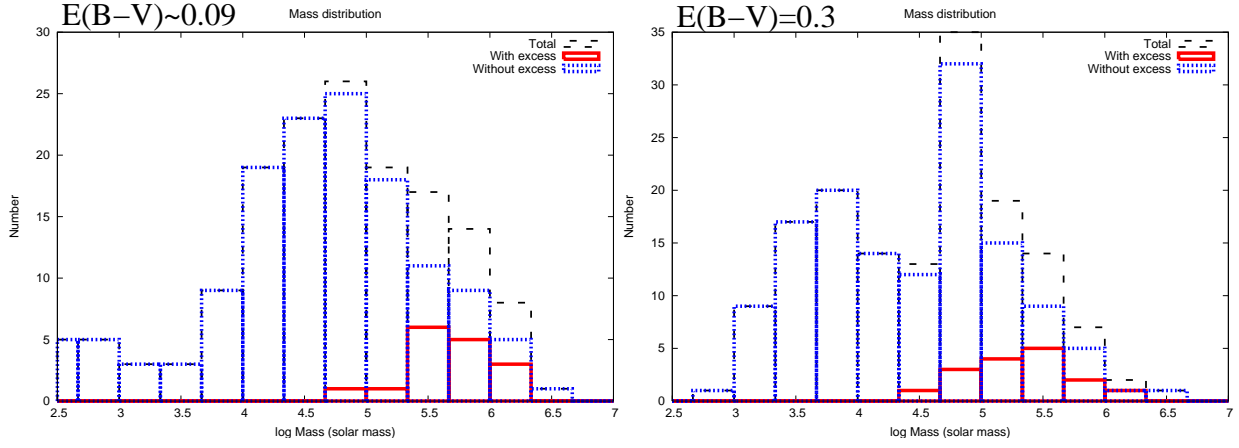 E(B−V)~0.09
Mass distribution
30
25
20
15
10
5
0
Number
Total
With excess
Without excess
2.5 3 3.5 4 4.5 5 5.5 6 6.5 7
log Mass (solar mass)
E(B−V)=0.3
Mass distribution
35
30
25
20
15
10
5
0
Number
Total
With excess
Without excess
2.5 3 3.5 4 4.5 5 5.5 6 6.5 7
log Mass (solar mass)